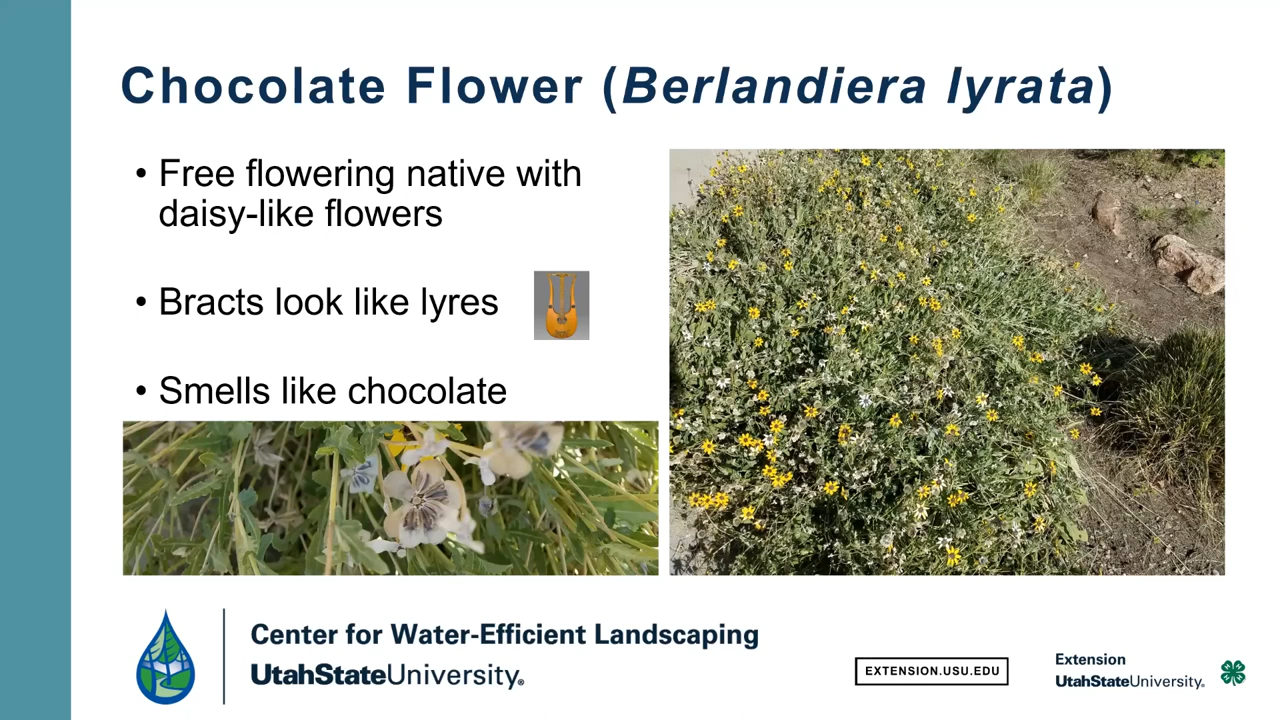 Chocolate Flower (Berlandiera lyrata)
• Free flowering native with
daisy-like flowers
• Bracts look like lyres
• Smells like chocolate
Center for Water-Efficient Landscaping
UtahStateUniversity®
EXTENSION.USU.EDU
Extension
UtahStateUniversity®